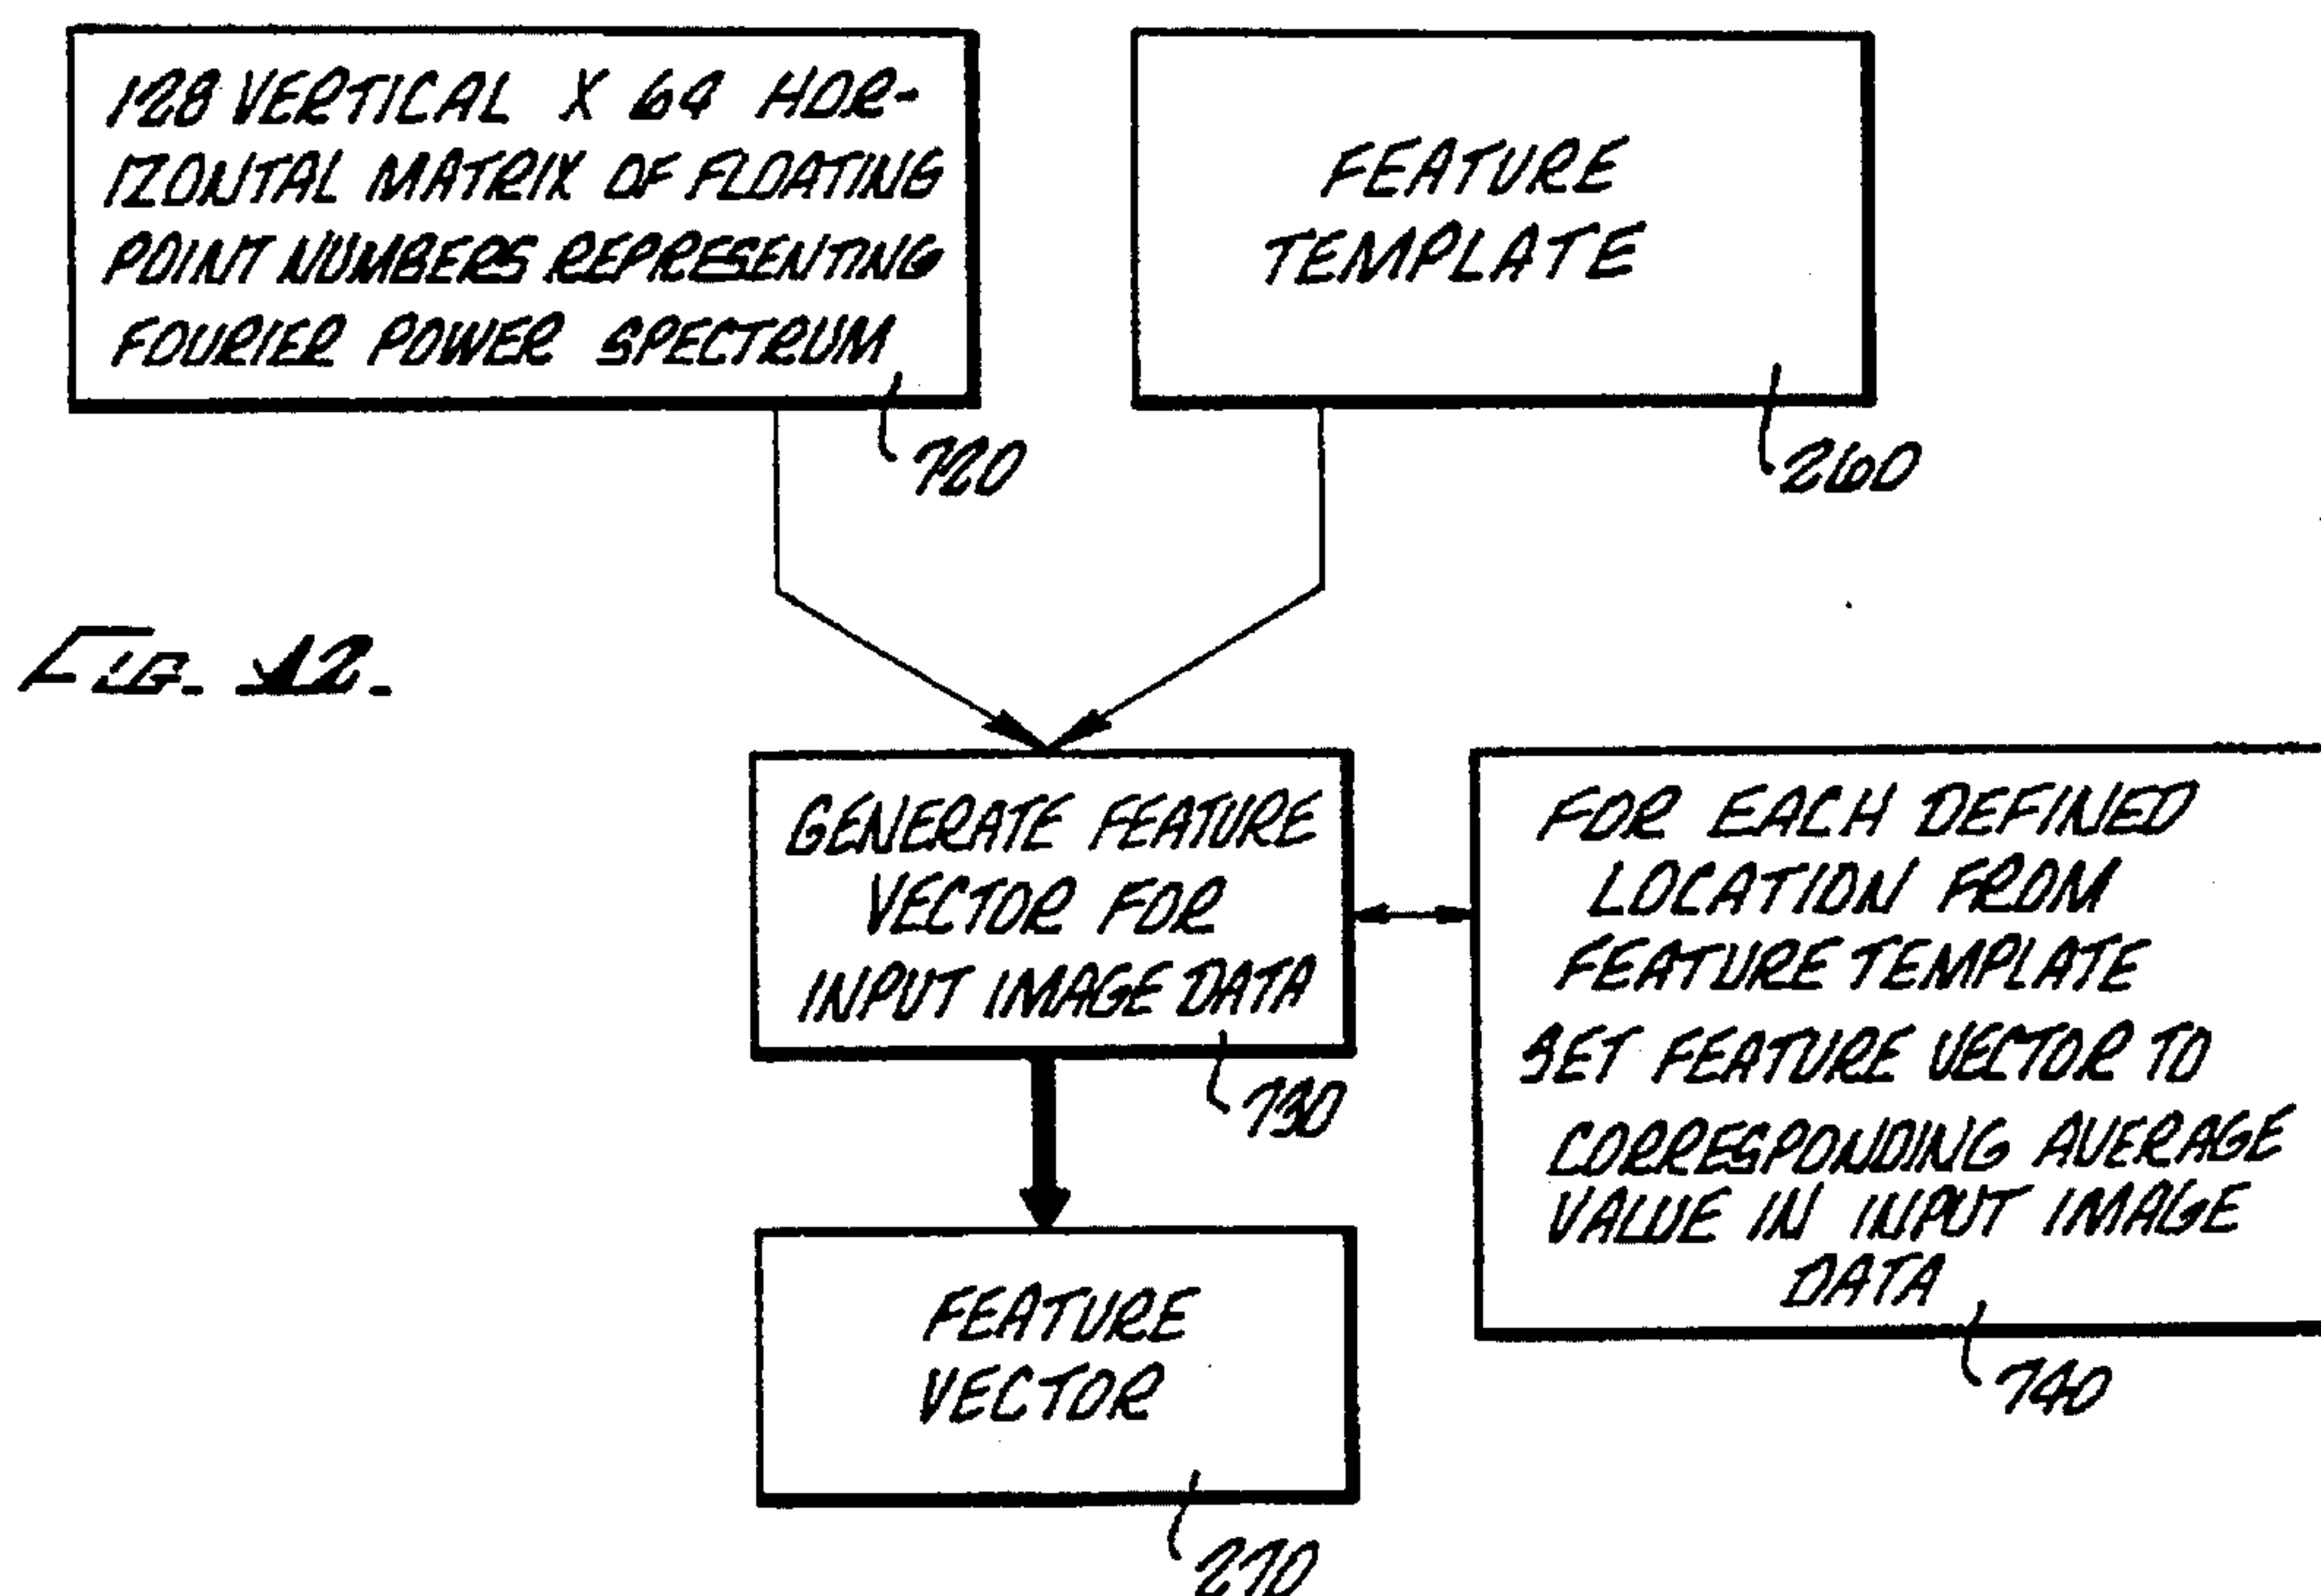 128 VERTICAL X 64 HOR-
IZONTAL MATRIX OF FLOATING
POINT NUMBERS REPRESENTING
FOURIER POWER SPECTRUM
720
FEATURE
TEMPLATE
260
FIG. 12.
GENERATE FEATURE
VECTOR FOR
INPUT IMAGE DATA
730
FOR EACH DEFINED
LOCATION FROM
FEATURE TEMPLATE
SET FEATURE VECTOR TO
CORRESPONDING AVERAGE
VALUE IN INPUT IMAGE
DATA
740
FEATURE
VECTOR
270